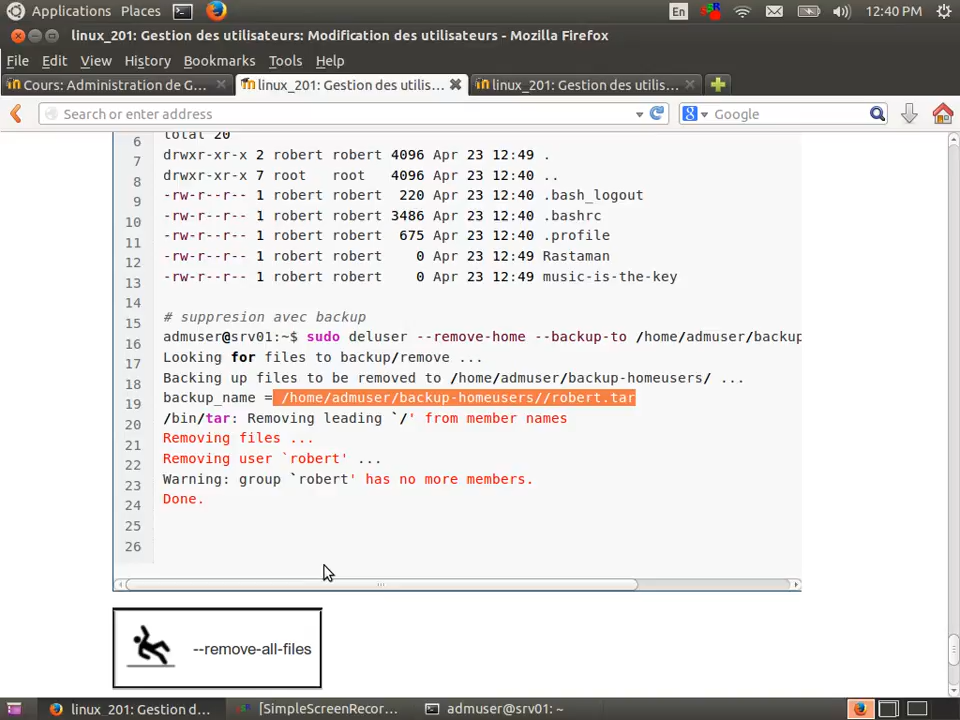 Applications Places En 12:40 PM
linux_201: Gestion des utilisateurs: Modification des utilisateurs - Mozilla Firefox
File Edit View History Bookmarks Tools Help
Cours: Administration de G... linux_201: Gestion des utilis... linux_201: Gestion des utilis...
Search or enter address Google
6 total 20
7 drwxr-xr-x 2 robert robert 4096 Apr 23 12:49 .
8 drwxr-xr-x 7 root root 4096 Apr 23 12:40 ..
9 -rw-r--r-- 1 robert robert 220 Apr 23 12:40 .bash_logout
10 -rw-r--r-- 1 robert robert 3486 Apr 23 12:40 .bashrc
11 -rw-r--r-- 1 robert robert 675 Apr 23 12:40 .profile
12 -rw-r--r-- 1 robert robert 0 Apr 23 12:49 Rastaman
13 -rw-r--r-- 1 robert robert 0 Apr 23 12:49 music-is-the-key
14
15 # suppresion avec backup
16 admuser@srv01:~$ sudo deluser --remove-home --backup-to /home/admuser/backup
17 Looking for files to backup/remove ...
18 Backing up files to be removed to /home/admuser/backup-homeusers/ ...
19 backup_name = /home/admuser/backup-homeusers//robert.tar
20 /bin/tar: Removing leading `/' from member names
21 Removing files ...
22 Removing user `robert' ...
23 Warning: group `robert' has no more members.
24 Done.
25
26
--remove-all-files
linux_201: Gestion d... [SimpleScreenRecor... admuser@srv01: ~